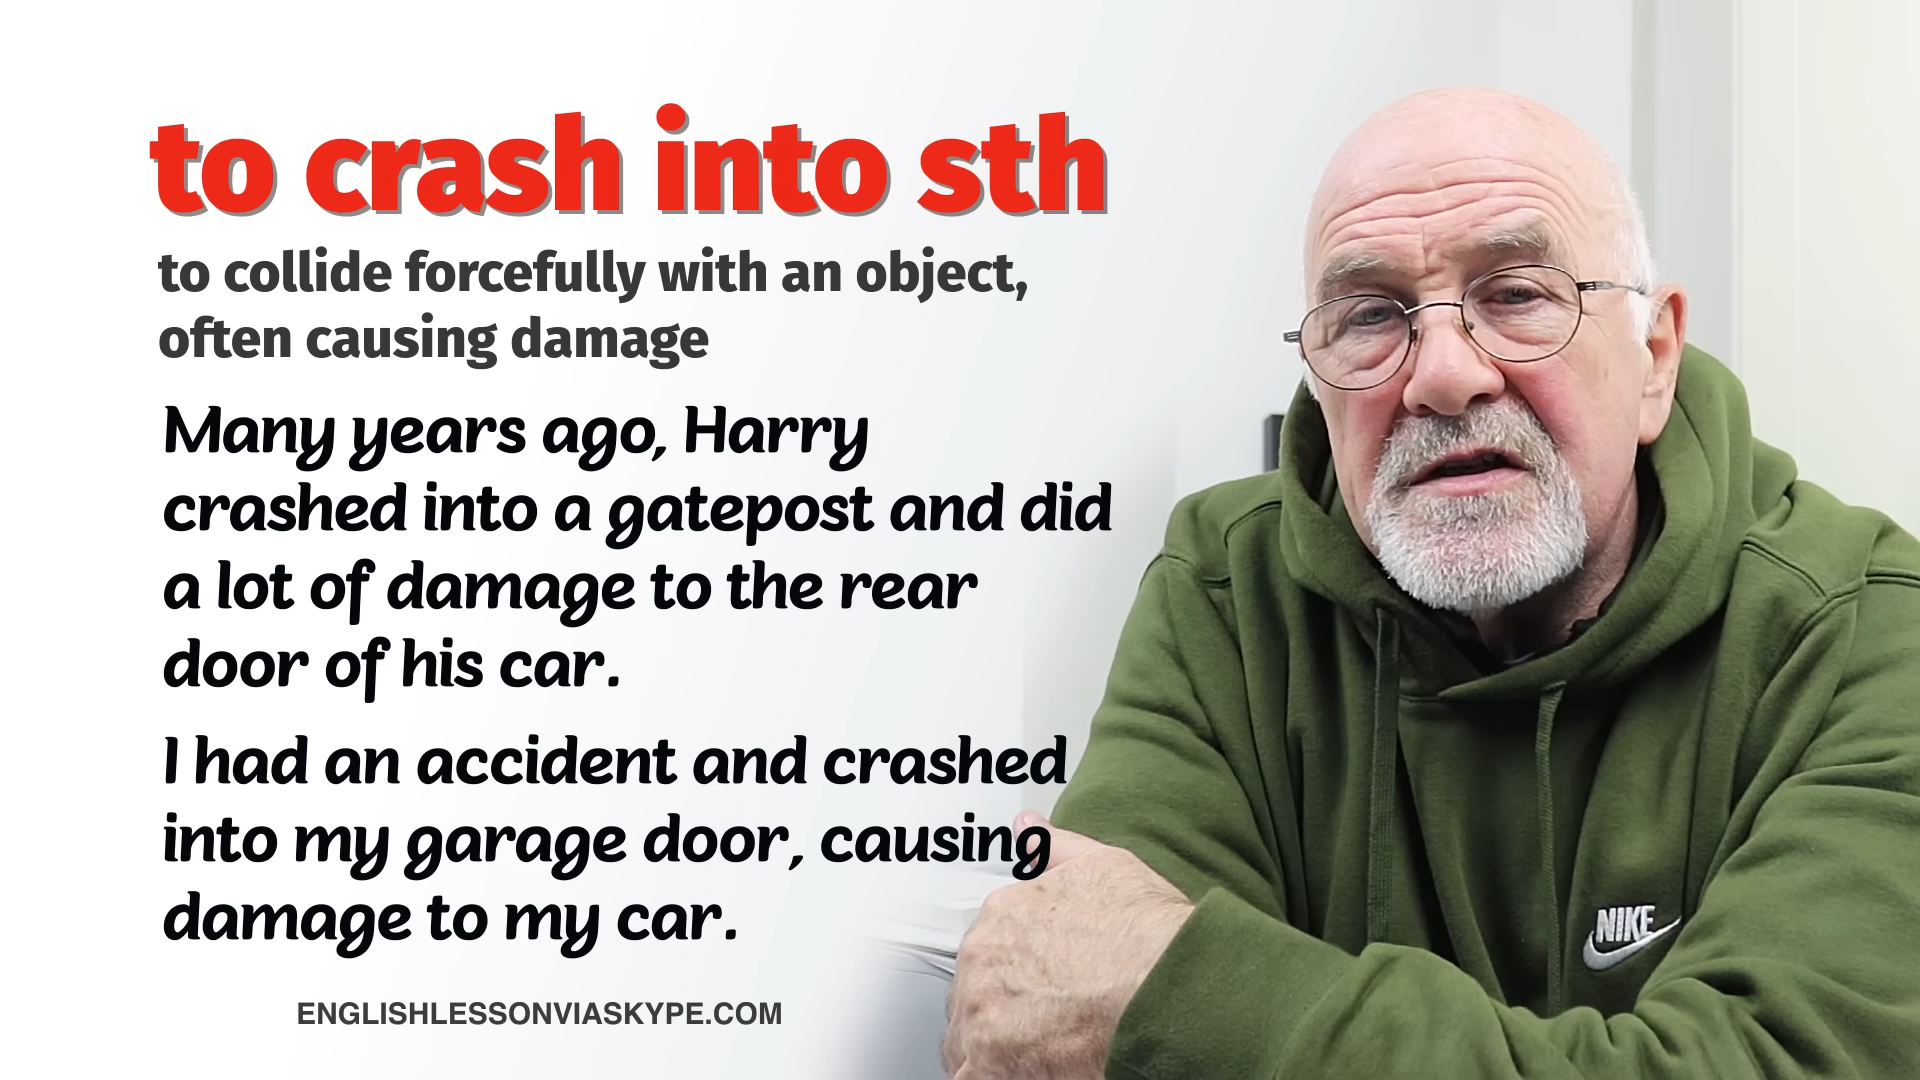 to crash into sth
to collide forcefully with an object,
often causing damage
Many years ago, Harry
crashed into a gatepost and did
a lot of damage to the rear
door of his car.
I had an accident and crashed
into my garage door, causing
damage to my car.
NIKE
ENGLISHLESSONVIASKYPE.COM